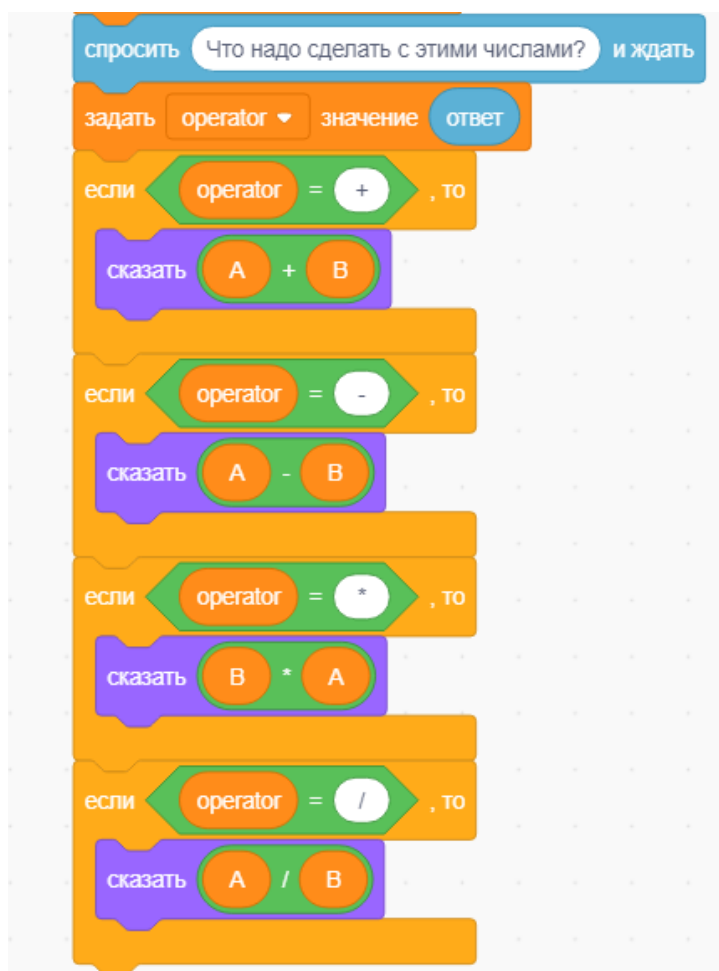 спросить Что надо сделать с этими числами? и ждать
задать operator значение ответ
если operator = + , то
сказать A + B
если operator = - , то
сказать A - B
если operator = * , то
сказать B * A
если operator = / , то
сказать A / B